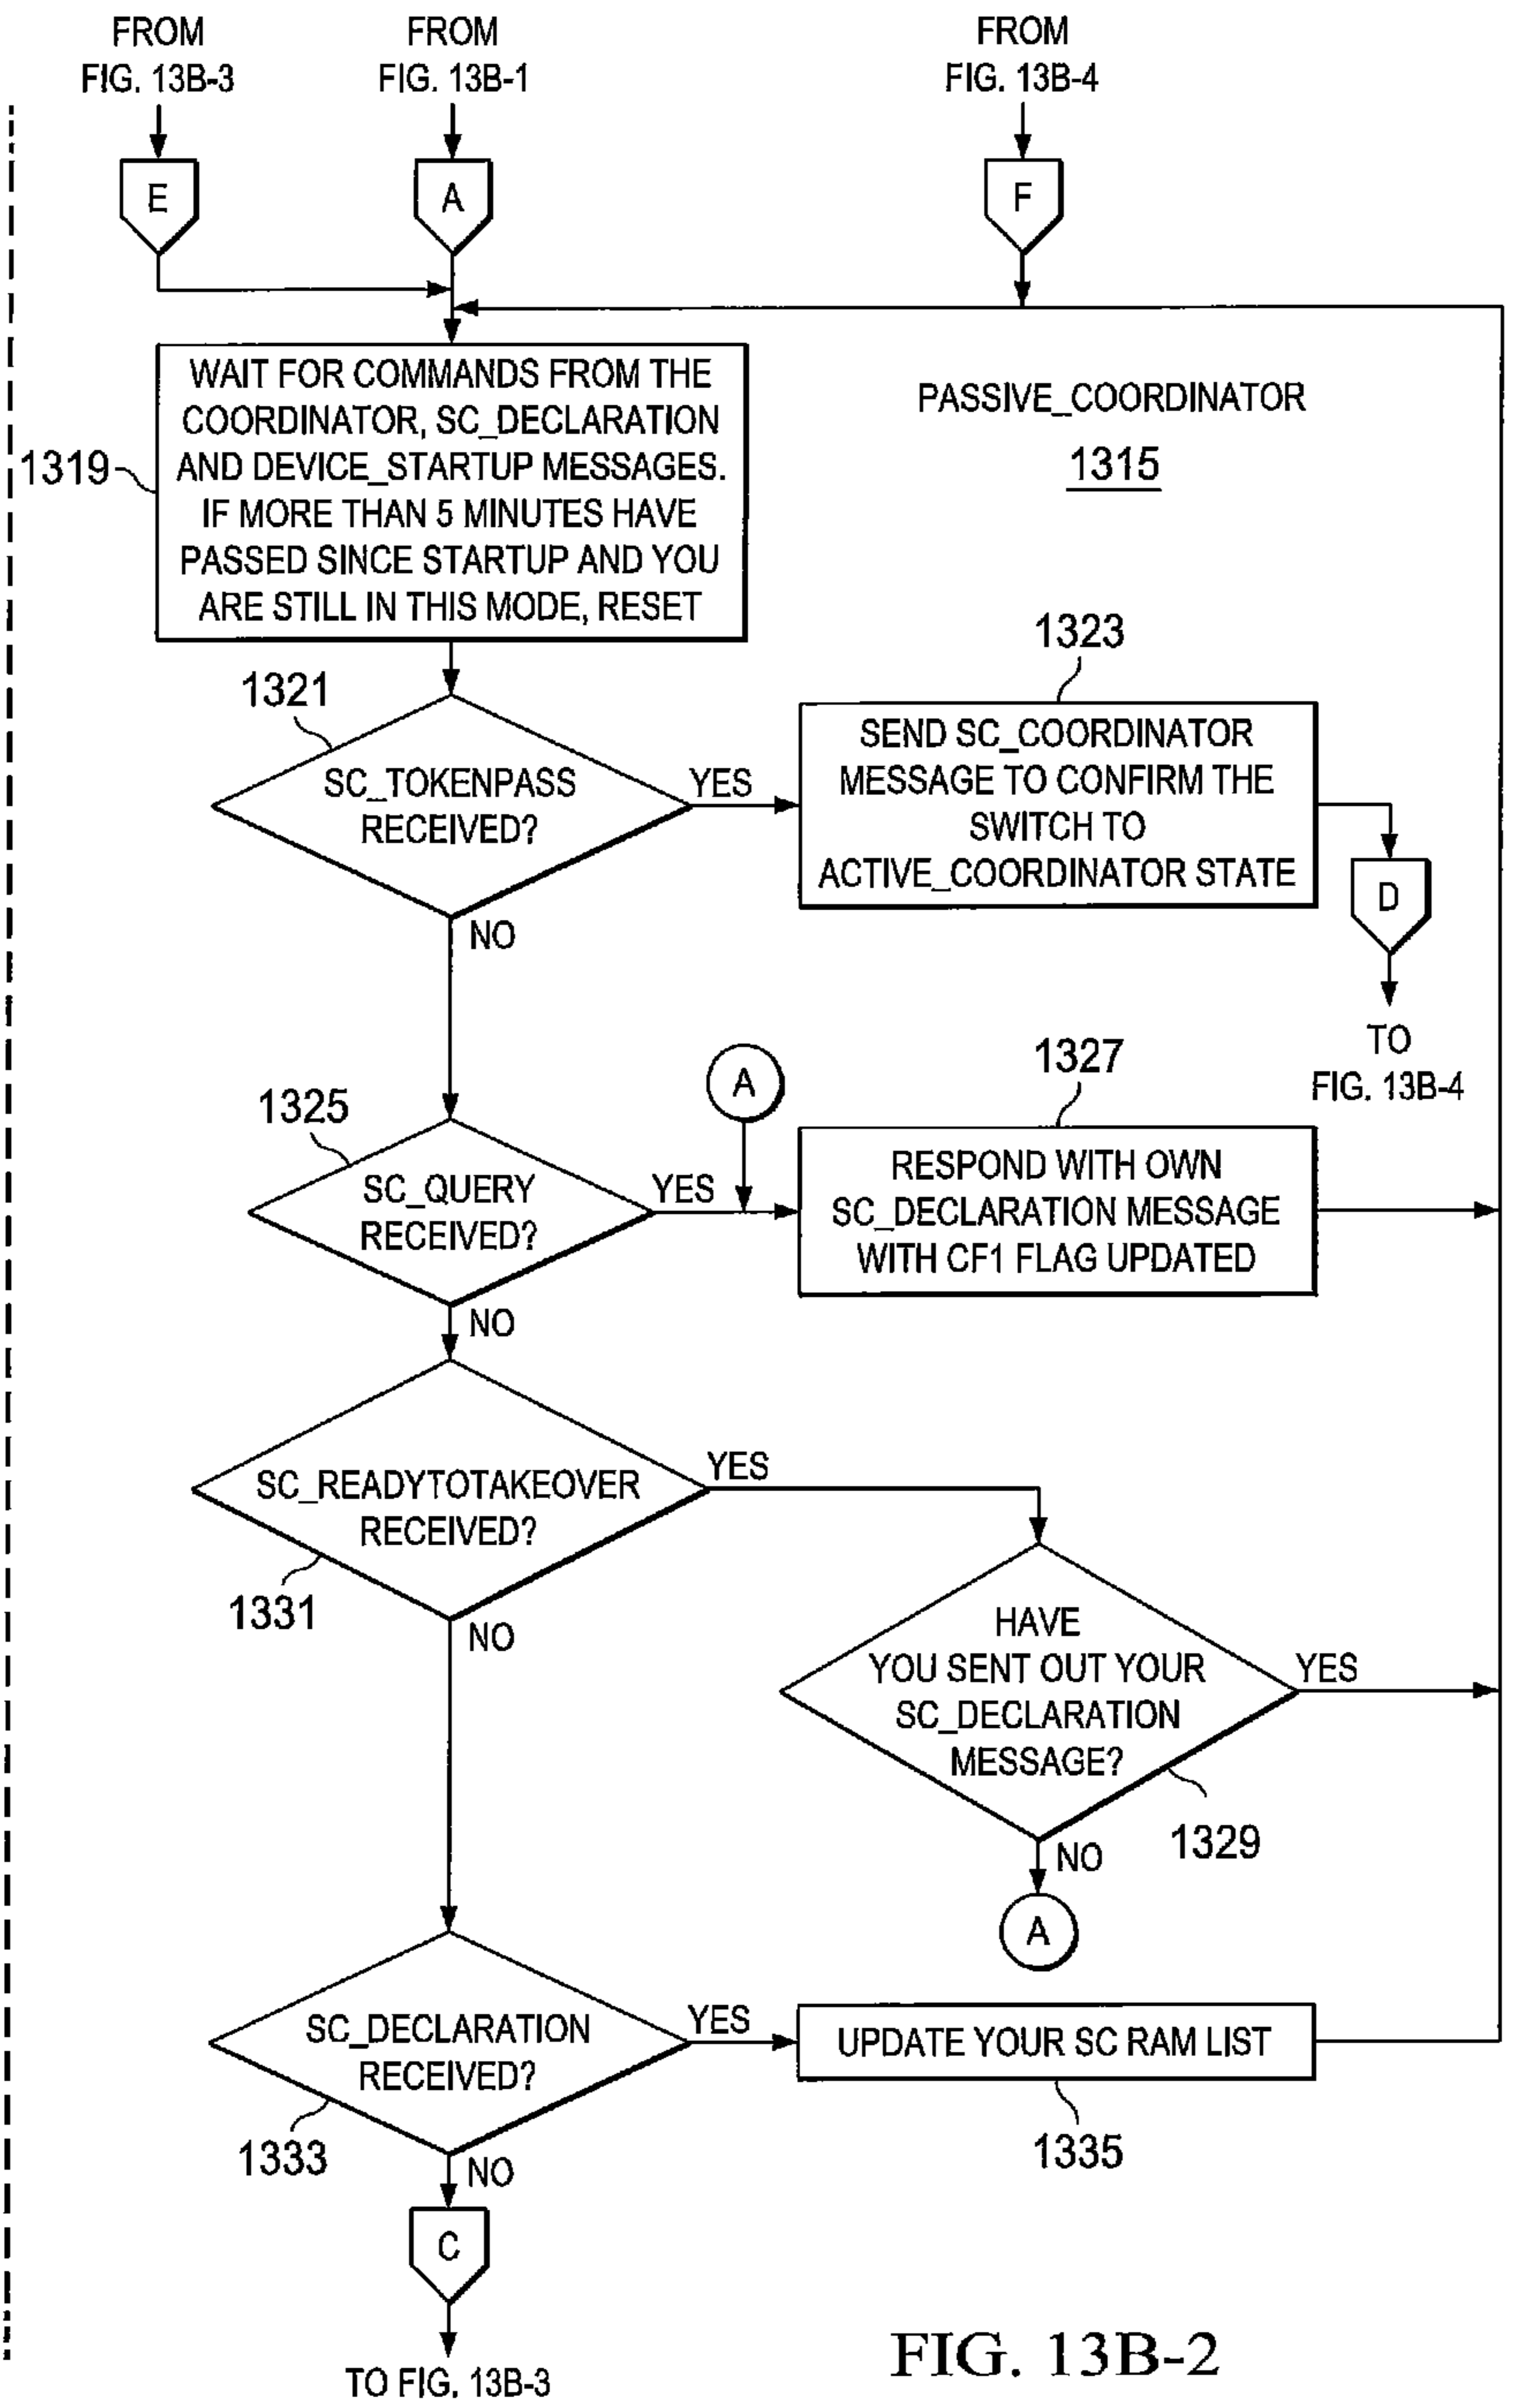 FROM
FIG. 13B-3
FROM
FIG. 13B-1
FROM
FIG. 13B-4
E
A
F
WAIT FOR COMMANDS FROM THE
COORDINATOR, SC_DECLARATION
AND DEVICE_STARTUP MESSAGES.
IF MORE THAN 5 MINUTES HAVE
PASSED SINCE STARTUP AND YOU
ARE STILL IN THIS MODE, RESET
1319
PASSIVE_COORDINATOR
1315
1321
SC_TOKENPASS
RECEIVED?
YES
NO
1323
SEND SC_COORDINATOR
MESSAGE TO CONFIRM THE
SWITCH TO
ACTIVE_COORDINATOR STATE
D
TO
FIG. 13B-4
1325
SC_QUERY
RECEIVED?
YES
NO
A
1327
RESPOND WITH OWN
SC_DECLARATION MESSAGE
WITH CF1 FLAG UPDATED
SC_READYTOTAKEOVER
RECEIVED?
YES
1331
NO
HAVE
YOU SENT OUT YOUR
SC_DECLARATION
MESSAGE?
YES
1329
NO
A
SC_DECLARATION
RECEIVED?
YES
1333
NO
UPDATE YOUR SC RAM LIST
1335
C
TO FIG. 13B-3
FIG. 13B-2